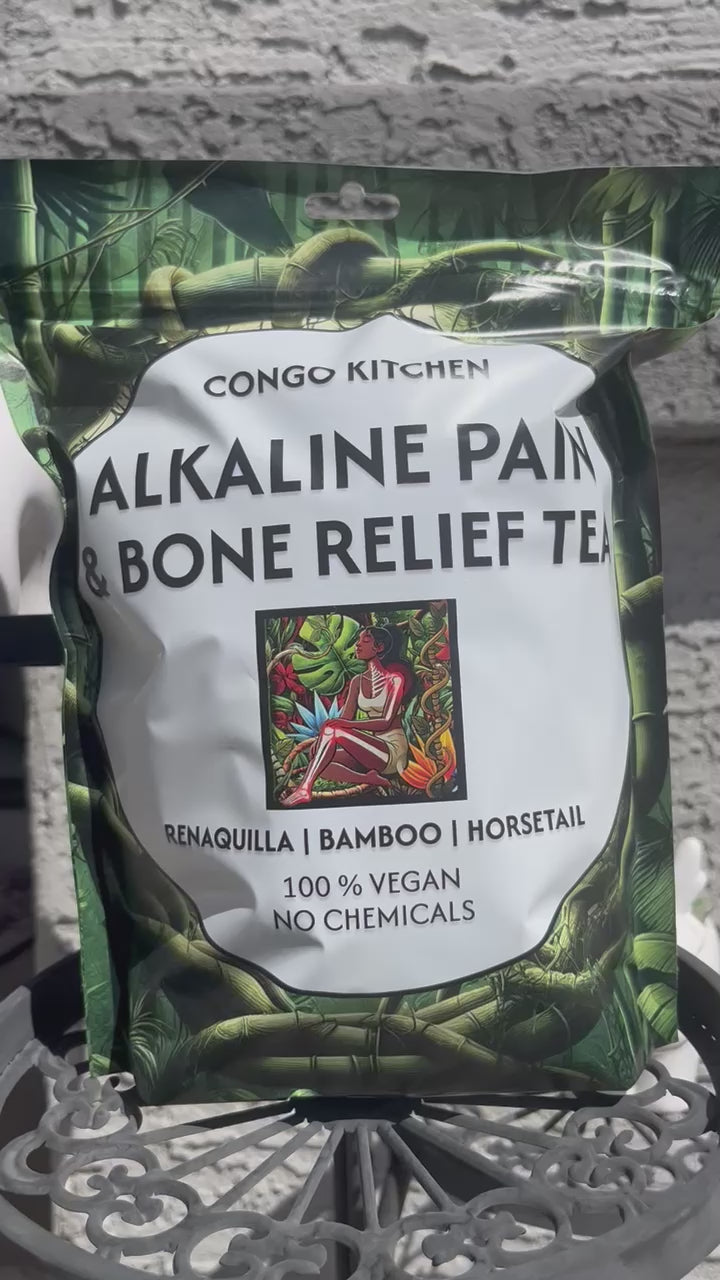 CONGO KITCHEN
ALKALINE PAIN
& BONE RELIEF TEA
RENAQUILLA | BAMBOO | HORSETAIL
100 % VEGAN
NO CHEMICALS